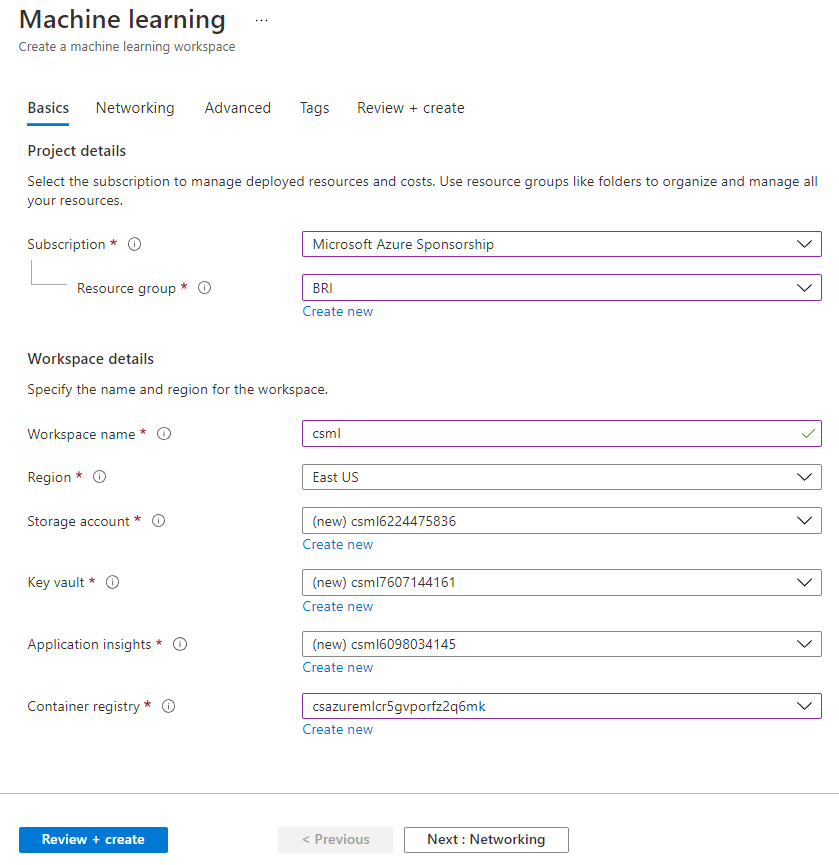 Machine learning ...
Create a machine learning workspace
Basics Networking Advanced Tags Review + create
Project details
Select the subscription to manage deployed resources and costs. Use resource groups like folders to organize and manage all
your resources.
Subscription * Microsoft Azure Sponsorship
Resource group * BRI
Create new
Workspace details
Specify the name and region for the workspace.
Workspace name * csml
Region * East US
Storage account * (new) csml6224475836
Create new
Key vault * (new) csml7607144161
Create new
Application insights * (new) csml6098034145
Create new
Container registry * csazuremlcr5gvporfz2q6mk
Create new
Review + create < Previous Next : Networking